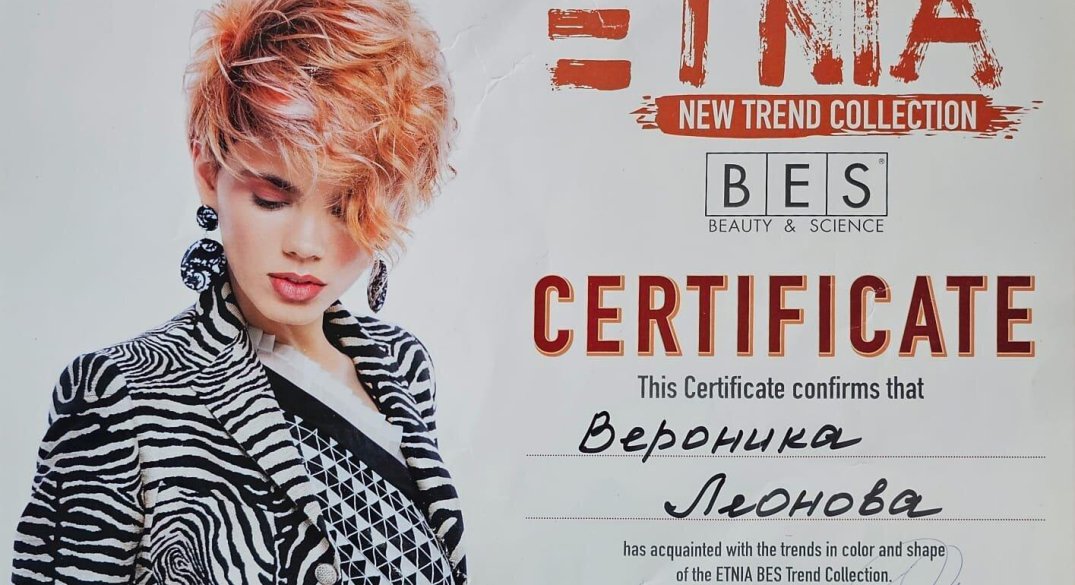 ETNIA
NEW TREND COLLECTION
BES®
BEAUTY & SCIENCE
CERTIFICATE
This Certificate confirms that
Вероника
Леонова
has acquainted with the trends in color and shape
of the ETNIA BES Trend Collection.